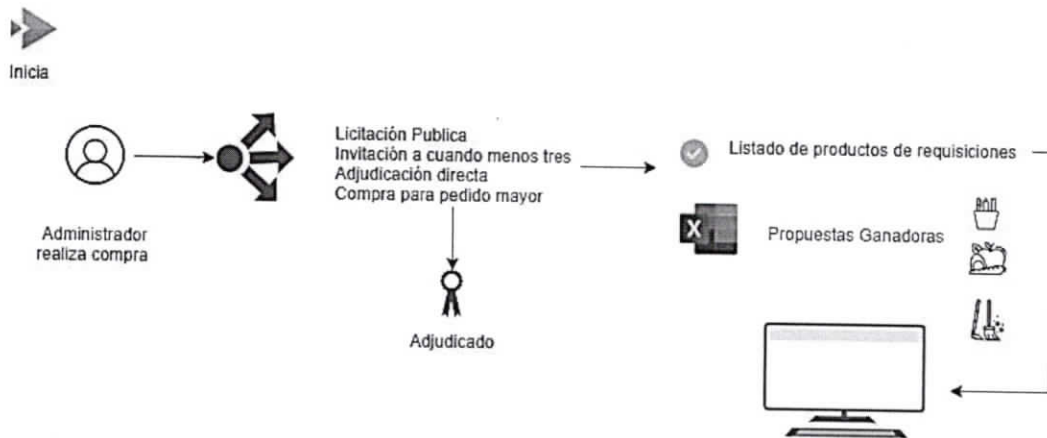 Inicia
Licitación Publica
Invitación a cuando menos tres
Adjudicación directa
Compra para pedido mayor
Listado de productos de requisiciones
Administrador
realiza compra
X
Propuestas Ganadoras
Adjudicado